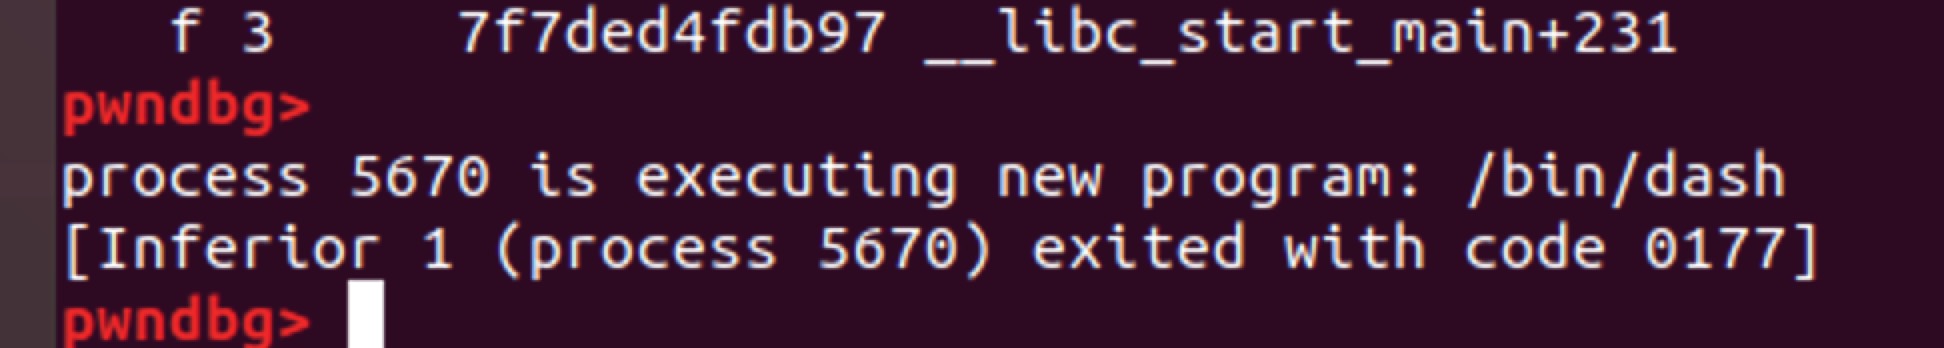 f 3 7f7ded4fdb97 __libc_start_main+231
pwndbg>
process 5670 is executing new program: /bin/dash
[Inferior 1 (process 5670) exited with code 0177]
pwndbg>